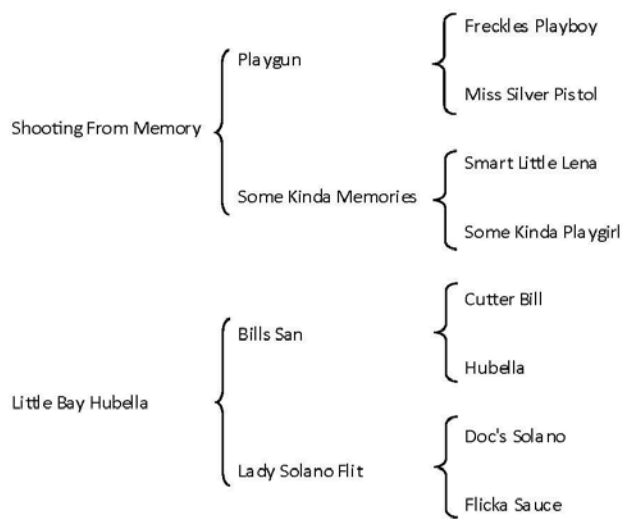 Freckles Playboy
Playgun
Miss Silver Pistol
Shooting From Memory
Smart Little Lena
Some Kinda Memories
Some Kinda Playgirl
Cutter Bill
Bills San
Hubella
Little Bay Hubella
Doc's Solano
Lady Solano Flit
Flicka Sauce